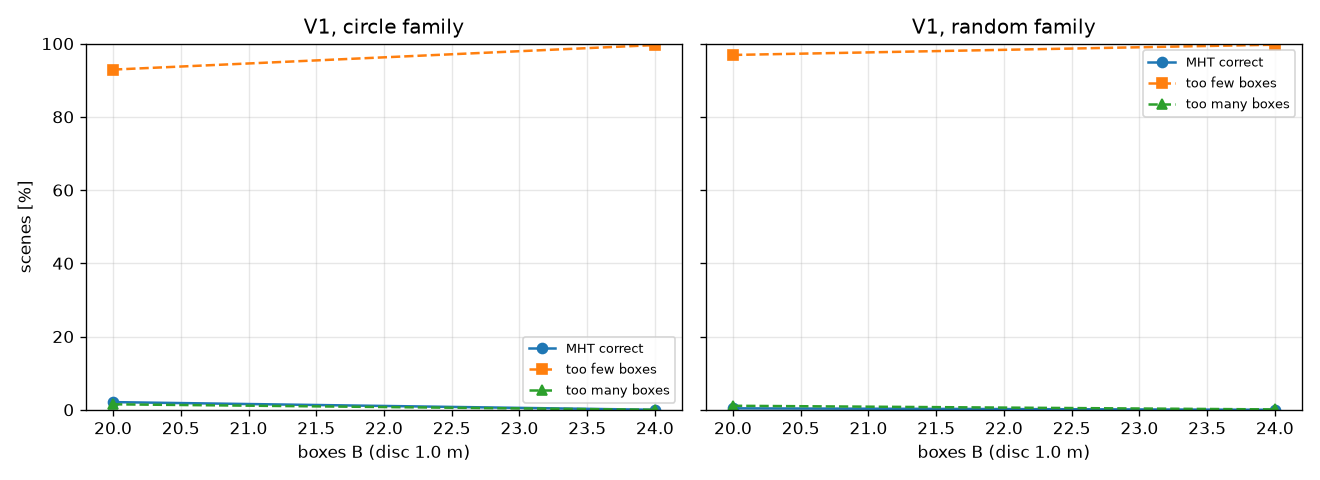 V1, circle family
V1, random family
100
80
60
40
20
0
scenes [%]
MHT correct
too few boxes
too many boxes
MHT correct
too few boxes
too many boxes
20.0 20.5 21.0 21.5 22.0 22.5 23.0 23.5 24.0
20.0 20.5 21.0 21.5 22.0 22.5 23.0 23.5 24.0
boxes B (disc 1.0 m)
boxes B (disc 1.0 m)